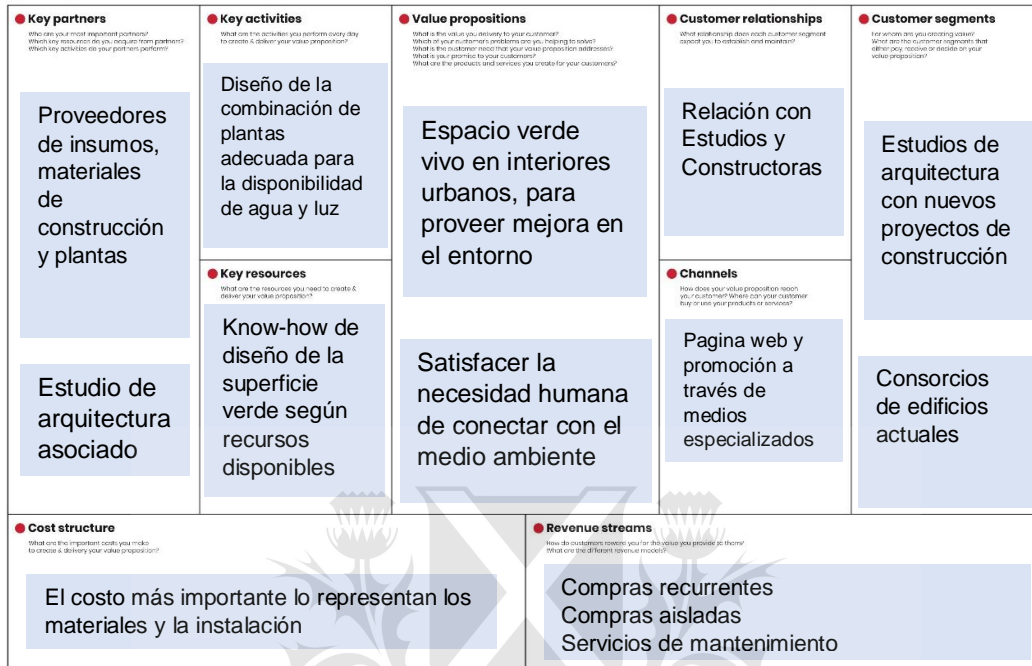 Key partners
Who are your most important partners?
Which key resources do you acquire from partners?
Which key activities do your partners perform?
Proveedores
de insumos,
materiales
de
construcción
y plantas
Estudio de
arquitectura
asociado
Key activities
What are the activities you perform every day
to create & deliver your value proposition?
Diseño de la
combinación de
plantas
adecuada para
la disponibilidad
de agua y luz
Key resources
What are the resources you need to create &
deliver your value proposition?
Know-how de
diseño de la
superficie
verde según
recursos
disponibles
Value propositions
What is the value you deliver to your customer?
Which of your customer's problems are you helping to solve?
What is the customer need that your value proposition addresses?
What is your promise to your customers?
What are the products and services you create for your customers?
Espacio verde
vivo en interiores
urbanos, para
proveer mejora en
el entorno
Satisfacer la
necesidad humana
de conectar con el
medio ambiente
Customer relationships
What relationship does each customer segment
expect you to establish and maintain?
Relación con
Estudios y
Constructoras
Channels
How does your value proposition reach
your customer? Where can your customer
buy or use your products or services?
Pagina web y
promoción a
través de
medios
especializados
Customer segments
For whom are you creating value?
What are the customer segments that
either pay, receive or decide on your
value proposition?
Estudios de
arquitectura
con nuevos
proyectos de
construcción
Consorcios
de edificios
actuales
Cost structure
What are the important costs you make
to create & delivery your value proposition?
El costo más importante lo representan los
materiales y la instalación
Revenue streams
How do customers reward you for the value you provide to them?
What are the different revenue models?
Compras recurrentes
Compras aisladas
Servicios de mantenimiento